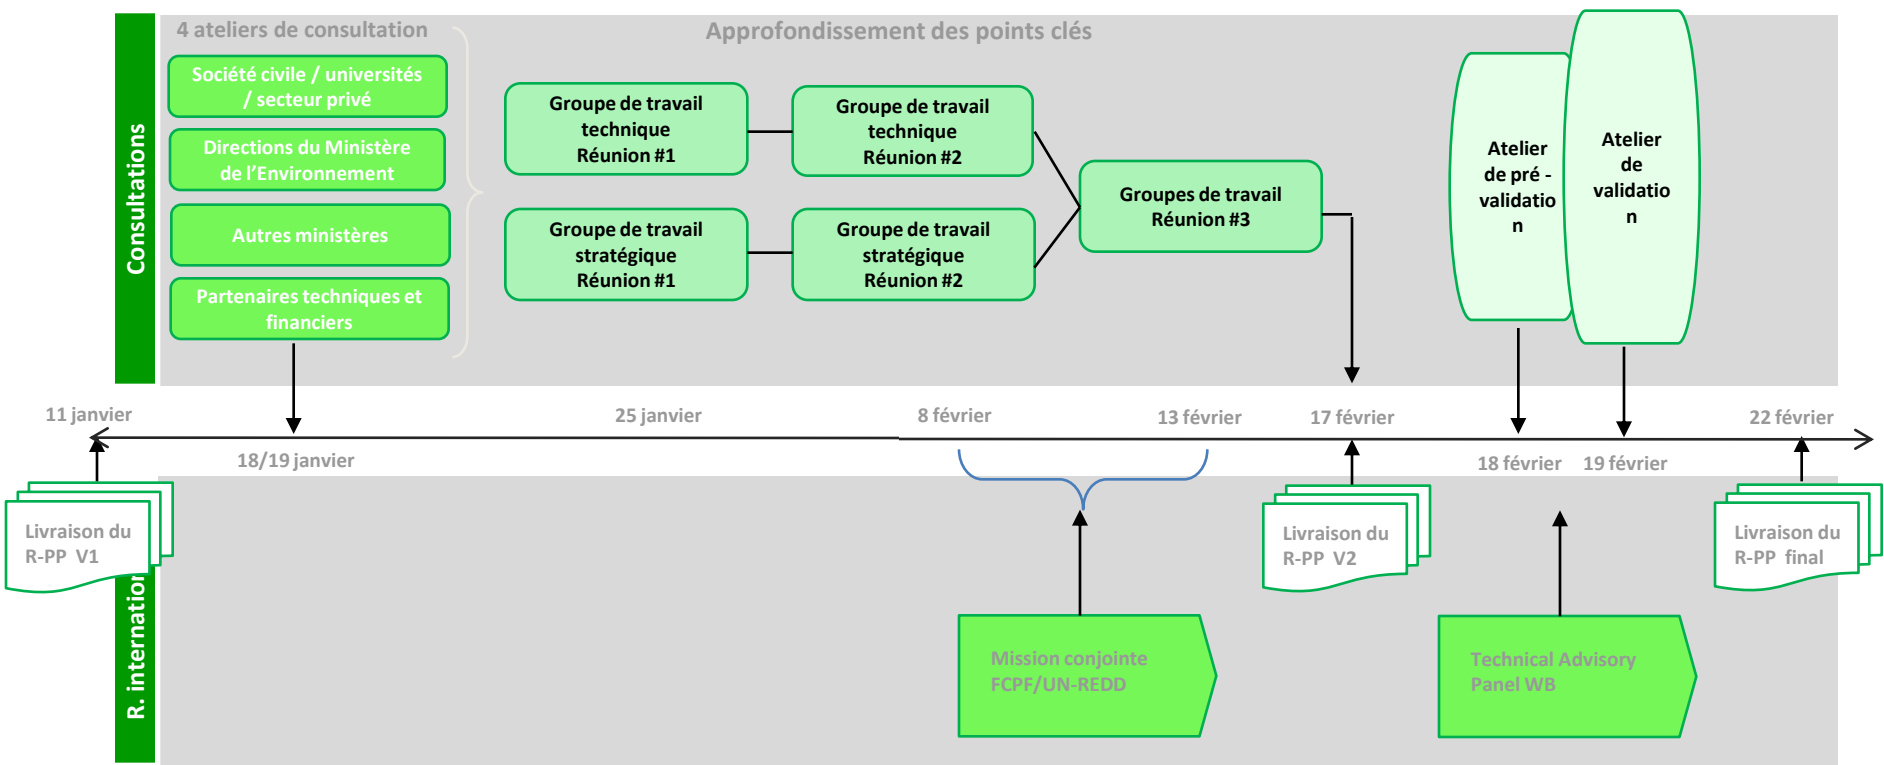 4 ateliers de consultation
Approfondissement des points clés
Consultations
Société civile / universités
/ secteur privé
Directions du Ministère
de l'Environnement
Autres ministères
Partenaires techniques et
financiers
Groupe de travail
technique
Réunion #1
Groupe de travail
technique
Réunion #2
Groupe de travail
stratégique
Réunion #1
Groupe de travail
stratégique
Réunion #2
Groupes de travail
Réunion #3
Atelier
de pré -
validatio
n
Atelier
de
validatio
n
11 janvier
25 janvier
8 février
13 février
17 février
22 février
18/19 janvier
18 février
19 février
Livraison du
R-PP V1
Livraison du
R-PP V2
Livraison du
R-PP final
R. internation
Mission conjointe
FCPF/UN-REDD
Technical Advisory
Panel WB